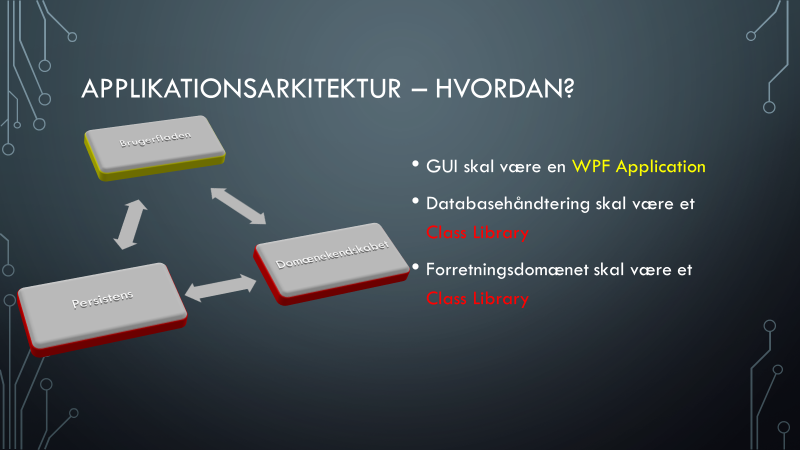 APPLIKATIONSARKITEKTUR – HVORDAN?
Brugerfladen
Domænekendskabet
Persistens
• GUI skal være en WPF Application
• Databasehåndtering skal være et
Class Library
• Forretningsdomænet skal være et
Class Library